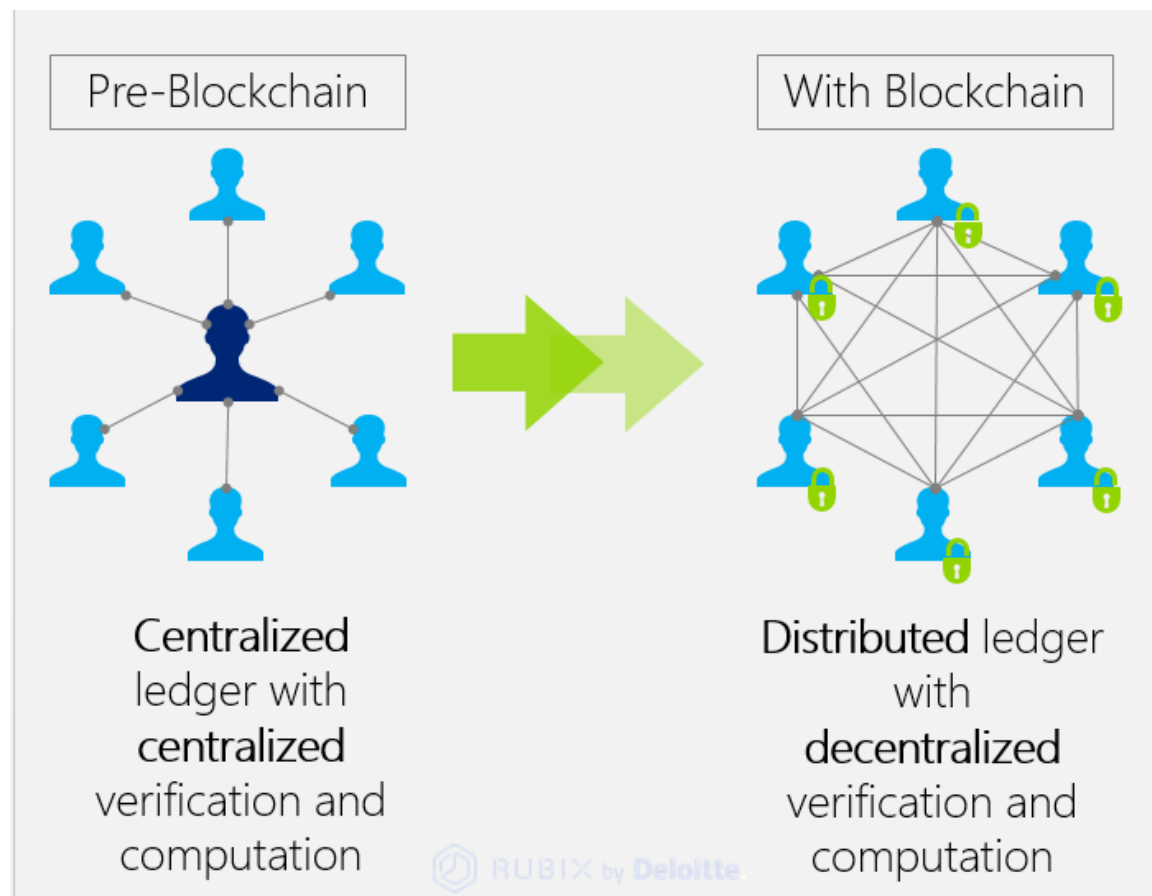 Pre-Blockchain
With Blockchain
Centralized
ledger with
centralized
verification and
computation
Distributed ledger
with
decentralized
verification and
computation
RUBIX by Deloitte.